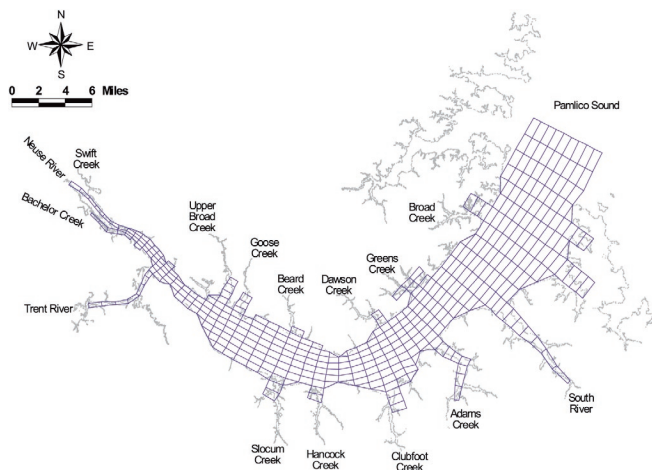 N
W E
S
0 2 4 6 Miles
Pamlico Sound
Neuse River
Swift
Creek
Bachelor Creek
Upper
Broad
Creek
Goose
Creek
Broad
Creek
Greens
Creek
Beard
Creek
Dawson
Creek
Trent River
South
River
Adams
Creek
Slocum
Creek
Hancock
Creek
Clubfoot
Creek